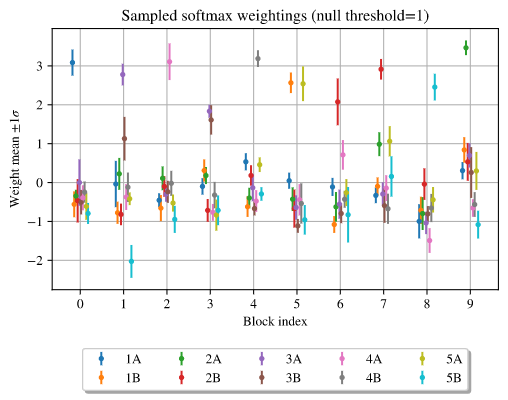 Sampled softmax weightings (null threshold=1)
Weight mean ±1σ
3
2
1
0
−1
−2
0 1 2 3 4 5 6 7 8 9
Block index
1A 2A 3A 4A 5A
1B 2B 3B 4B 5B